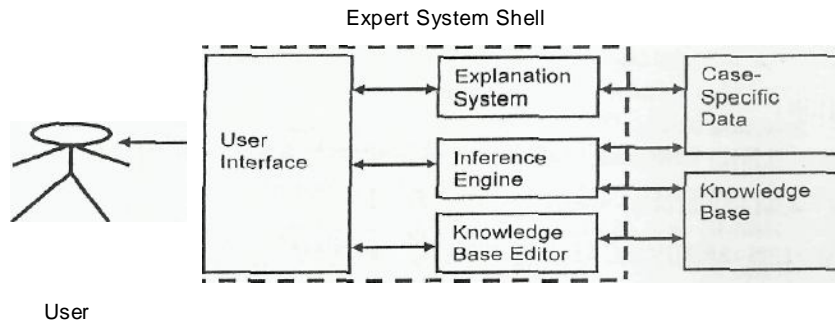 Expert System Shell
User
Interface
Explanation
System
Inference
Engine
Knowledge
Base Editor
Case-
Specific
Data
Knowledge
Base
User